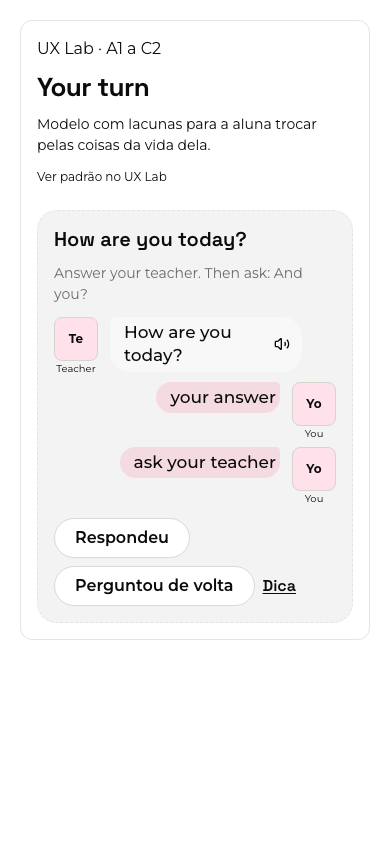 UX Lab · A1 a C2
Your turn
Modelo com lacunas para a aluna trocar
pelas coisas da vida dela.
Ver padrão no UX Lab
How are you today?
Answer your teacher. Then ask: And
you?
Te
Teacher
How are you
today?
your answer
Yo
You
ask your teacher
Yo
You
Respondeu
Perguntou de volta
Dica